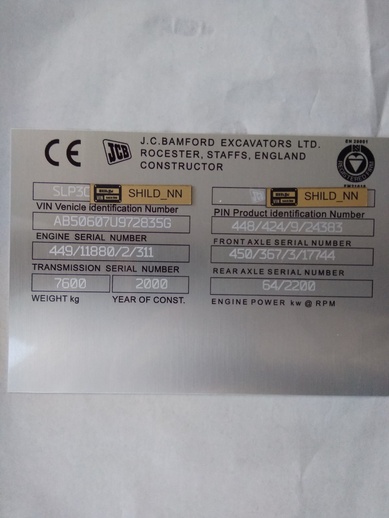 CE JCB J.C.BAMFORD EXCAVATORS LTD.
ROCESTER, STAFFS, ENGLAND
CONSTRUCTOR
SLP3C SHILD_NN
VIN Venicle identification Number
AB50607U972835G
ENGINE SERIAL NUMBER
449/11880/2/311
TRANSMISSION SERIAL NUMBER
7600 2000
WEIGHT kg YEAR OF CONST.
SHILD_NN
PIN Product identification Number
448/424/9/24383
FRONT AXLE SERIAL NUMBER
450/367/3/17744
REAR AXLE SERIAL NUMBER
64/2200
ENGINE POWER kw @ RPM